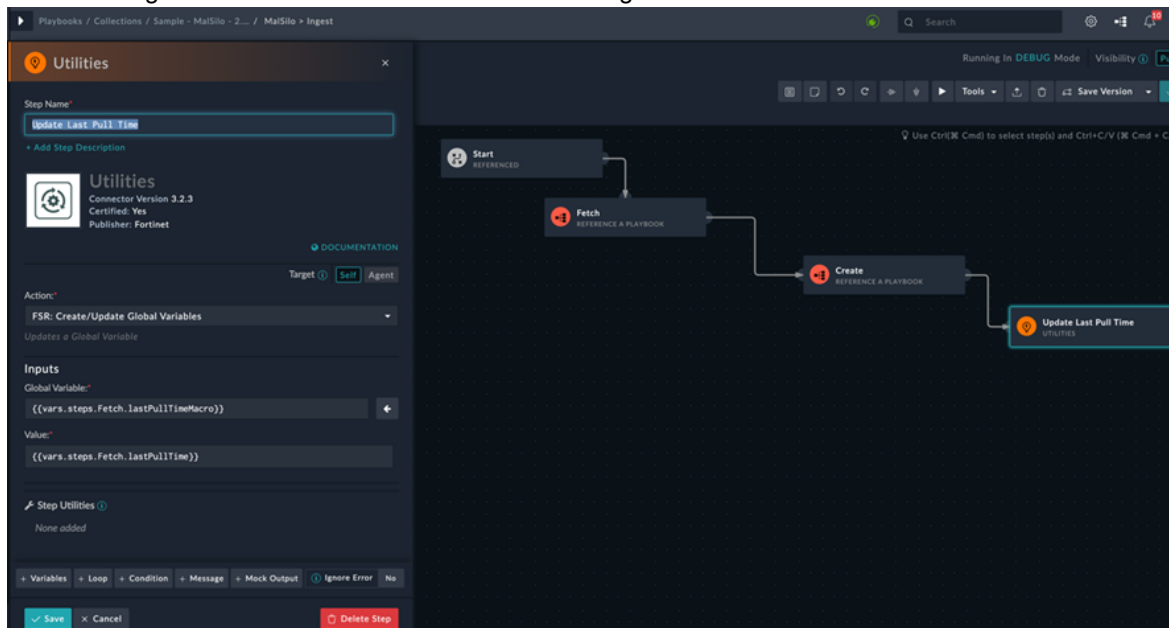 Playbooks / Collections / Sample - MalSilo - 2.... / MalSilo > Ingest
Search
10
Utilities
Running In DEBUG Mode
Visibility
Step Name*
Update Last Pull Time
+ Add Step Description
Tools
Save Version
Use Ctrl(⌘ Cmd) to select step(s) and Ctrl+C/V (⌘ Cmd + C
Utilities
Connector Version 3.2.3
Certified: Yes
Publisher: Fortinet
DOCUMENTATION
Target
Self
Agent
Action:*
FSR: Create/Update Global Variables
Updates a Global Variable
Inputs
Global Variable:*
{{vars.steps.Fetch.lastPullTimeMacro}}
Value:*
{{vars.steps.Fetch.lastPullTime}}
Step Utilities
None added
+ Variables
+ Loop
+ Condition
+ Message
+ Mock Output
Ignore Error
No
Save
× Cancel
Delete Step
Start
REFERENCED
Fetch
REFERENCE A PLAYBOOK
Create
REFERENCE A PLAYBOOK
Update Last Pull Time
UTILITIES